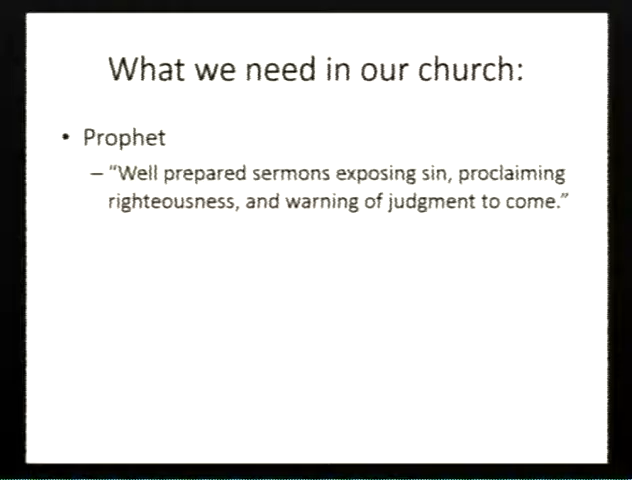 What we need in our church:
• Prophet
– “Well prepared sermons exposing sin, proclaiming
righteousness, and warning of judgment to come.”